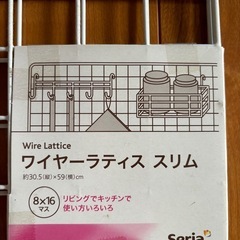 Wire Lattice
ワイヤーラティス スリム
約30.5(縦)×59(横)cm
8×16
マス
リビングでキッチンで
使い方いろいろ
Seria